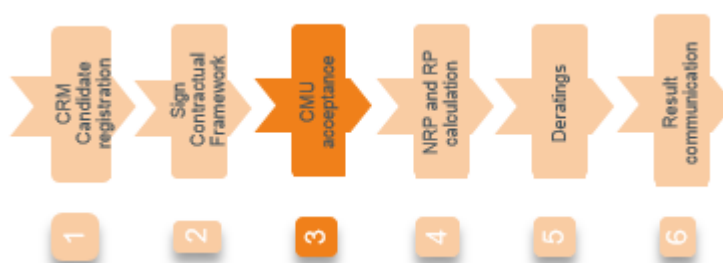 1
CRM
Candidate
registration
2
Sign
Contractual
Framework
3
CMU
acceptance
4
NRP and RP
calculation
5
Deratings
6
Result
communication